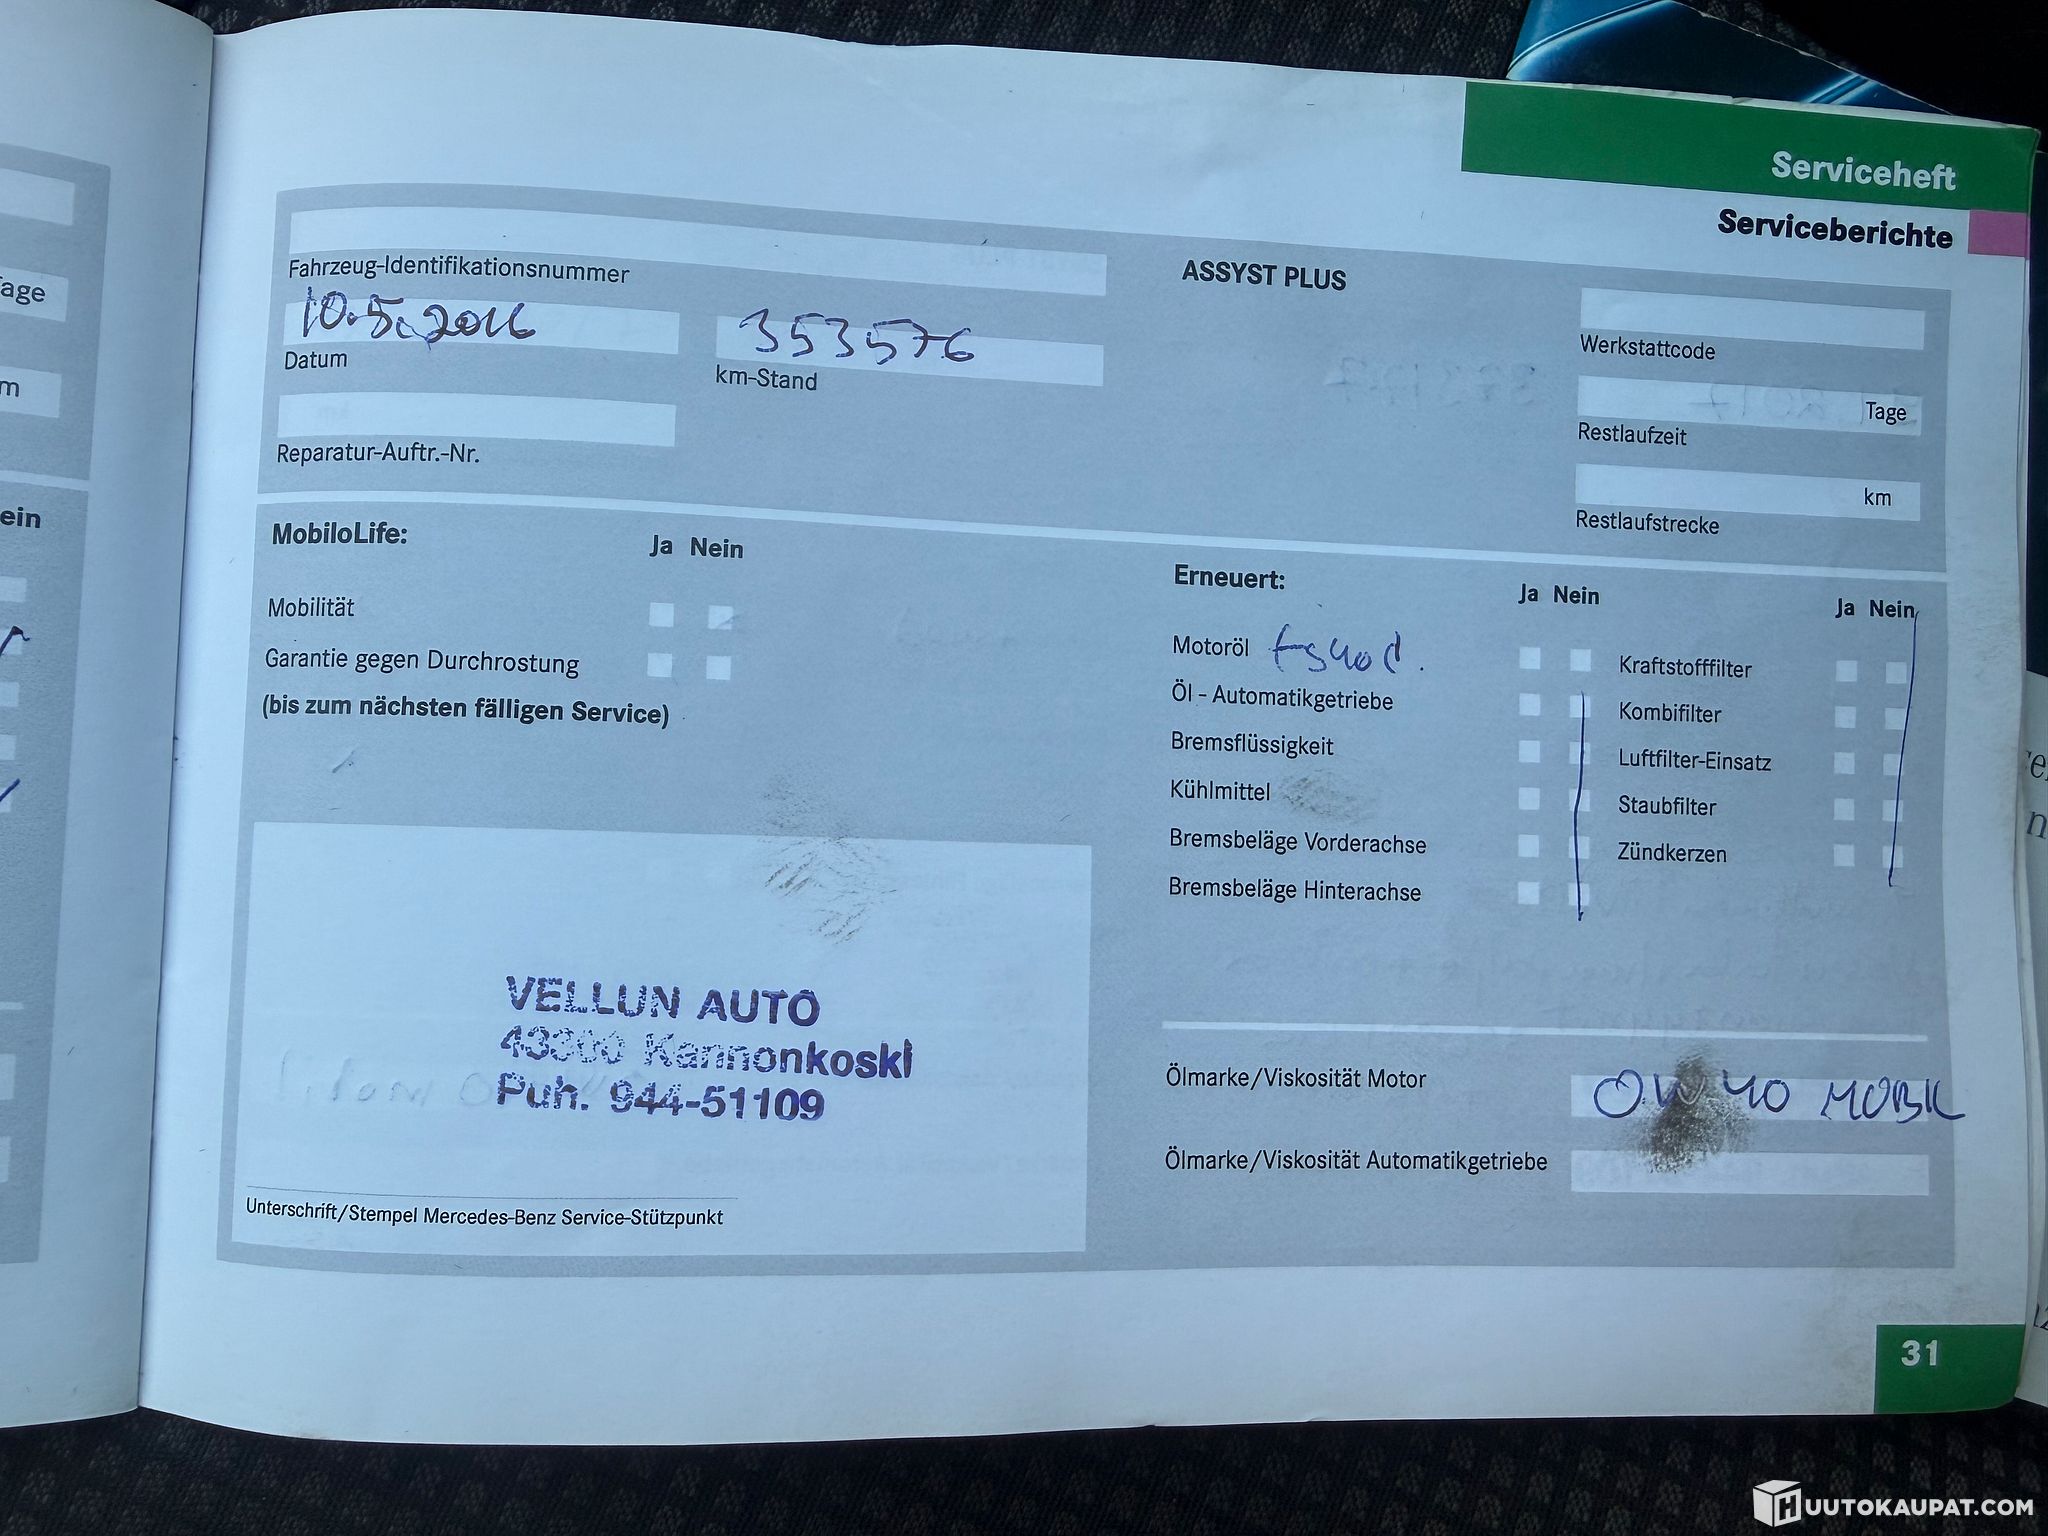 Serviceheft
Serviceberichte
Fahrzeug-Identifikationsnummer
10.5.2016
Datum
353576
km-Stand
Reparatur-Auftr.-Nr.
ASSYST PLUS
Werkstattcode
Tage
Restlaufzeit
km
Restlaufstrecke
MobiloLife:
Ja Nein
Mobilität
Garantie gegen Durchrostung
(bis zum nächsten fälligen Service)
VELLUN AUTO
43300 Kannonkoski
Puh. 944-51109
Unterschrift/Stempel Mercedes-Benz Service-Stützpunkt
Erneuert:
Ja Nein
Motoröl
Öl - Automatikgetriebe
Bremsflüssigkeit
Kühlmittel
Bremsbeläge Vorderachse
Bremsbeläge Hinterachse
Ja Nein
Kraftstofffilter
Kombifilter
Luftfilter-Einsatz
Staubfilter
Zündkerzen
Ölmarke/Viskosität Motor
0W40 MOBIL
Ölmarke/Viskosität Automatikgetriebe
31
age
m
ein
HUUTOKAUPAT.COM